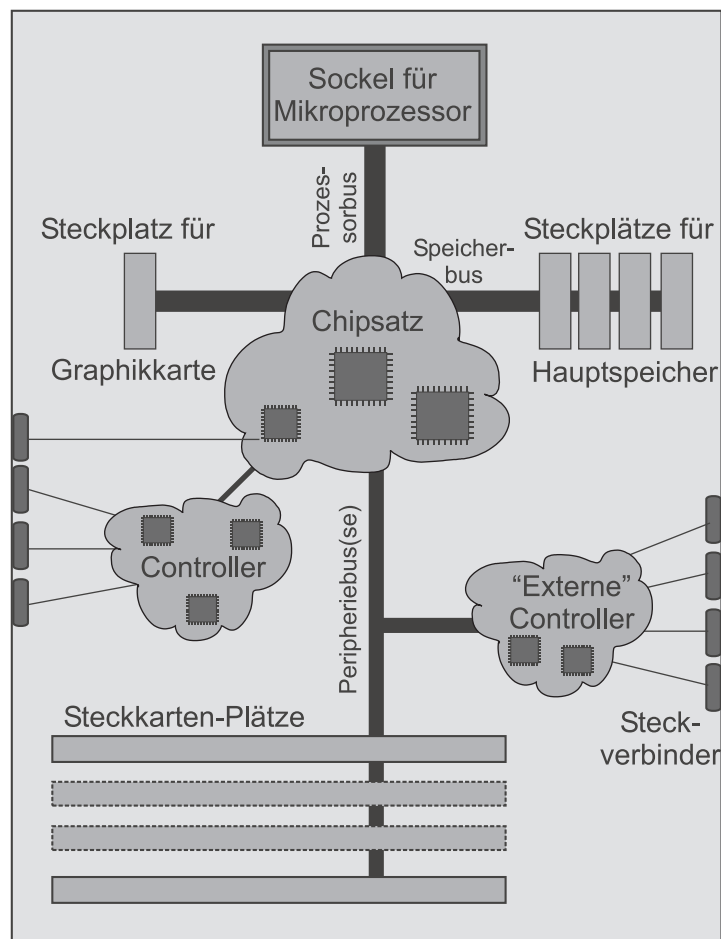 Sockel für
Mikroprozessor
Prozes-
sorbus
Steckplatz für
Graphikkarte
Speicher-
bus
Steckplätze für
Hauptspeicher
Chipsatz
Controller
Peripheriebus(se)
“Externe”
Controller
Steckkarten-Plätze
Steck-
verbinder